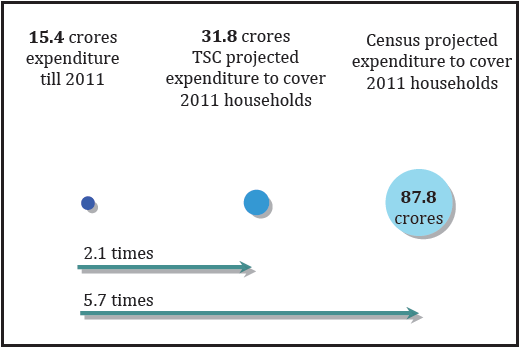 15.4 crores
expenditure
till 2011
31.8 crores
TSC projected
expenditure to cover
2011 households
Census projected
expenditure to cover
2011 households
87.8
crores
2.1 times
5.7 times